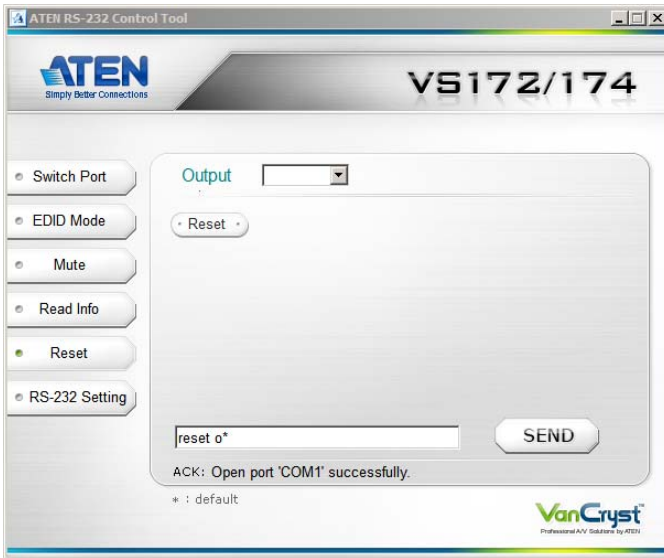 ATEN RS-232 Control Tool
ATEN
Simply Better Connections
VS172/174
Switch Port
EDID Mode
Mute
Read Info
Reset
RS-232 Setting
Output
Reset
reset o*
SEND
ACK: Open port 'COM1' successfully.
* : default
VanCryst™
Professional A/V Solutions by ATEN